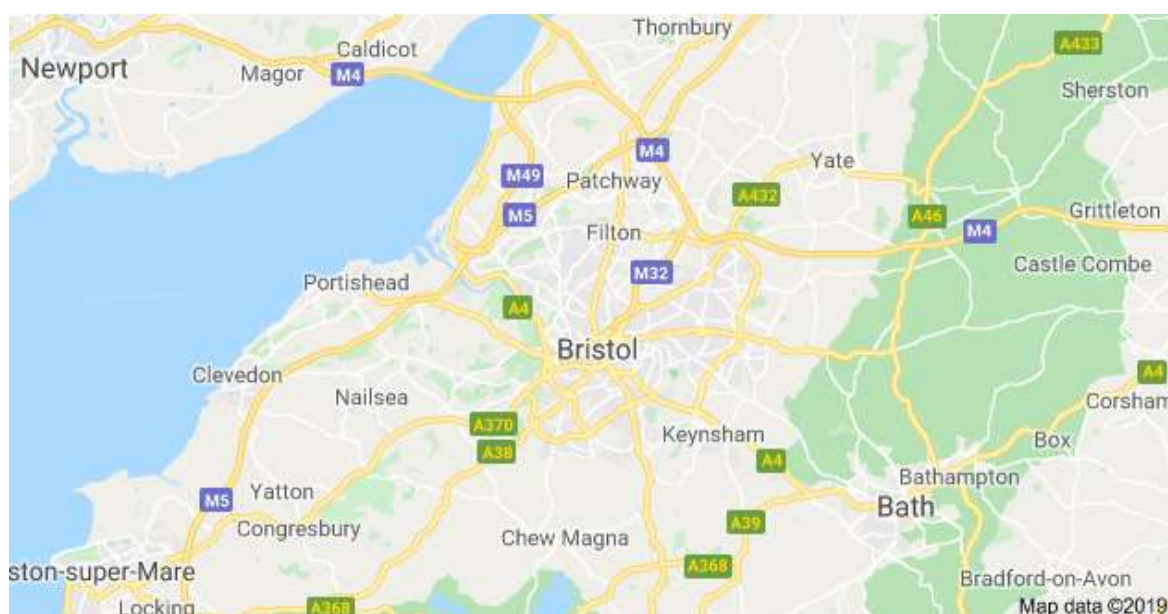 Thornbury
Caldicot
A433
Newport
Magor
M4
Sherston
M4
Yate
M49
Patchway
A432
M5
A46
Grittleton
Filton
M4
M32
Castle Combe
Portishead
A4
Bristol
Clevedon
A4
Nailsea
Corsham
A370
Keynsham
Box
A38
A4
Bathampton
M5
Yatton
Bath
Congresbury
A39
Chew Magna
ston-super-Mare
A368
Bradford-on-Avon
Locking
A368
Map data ©2019